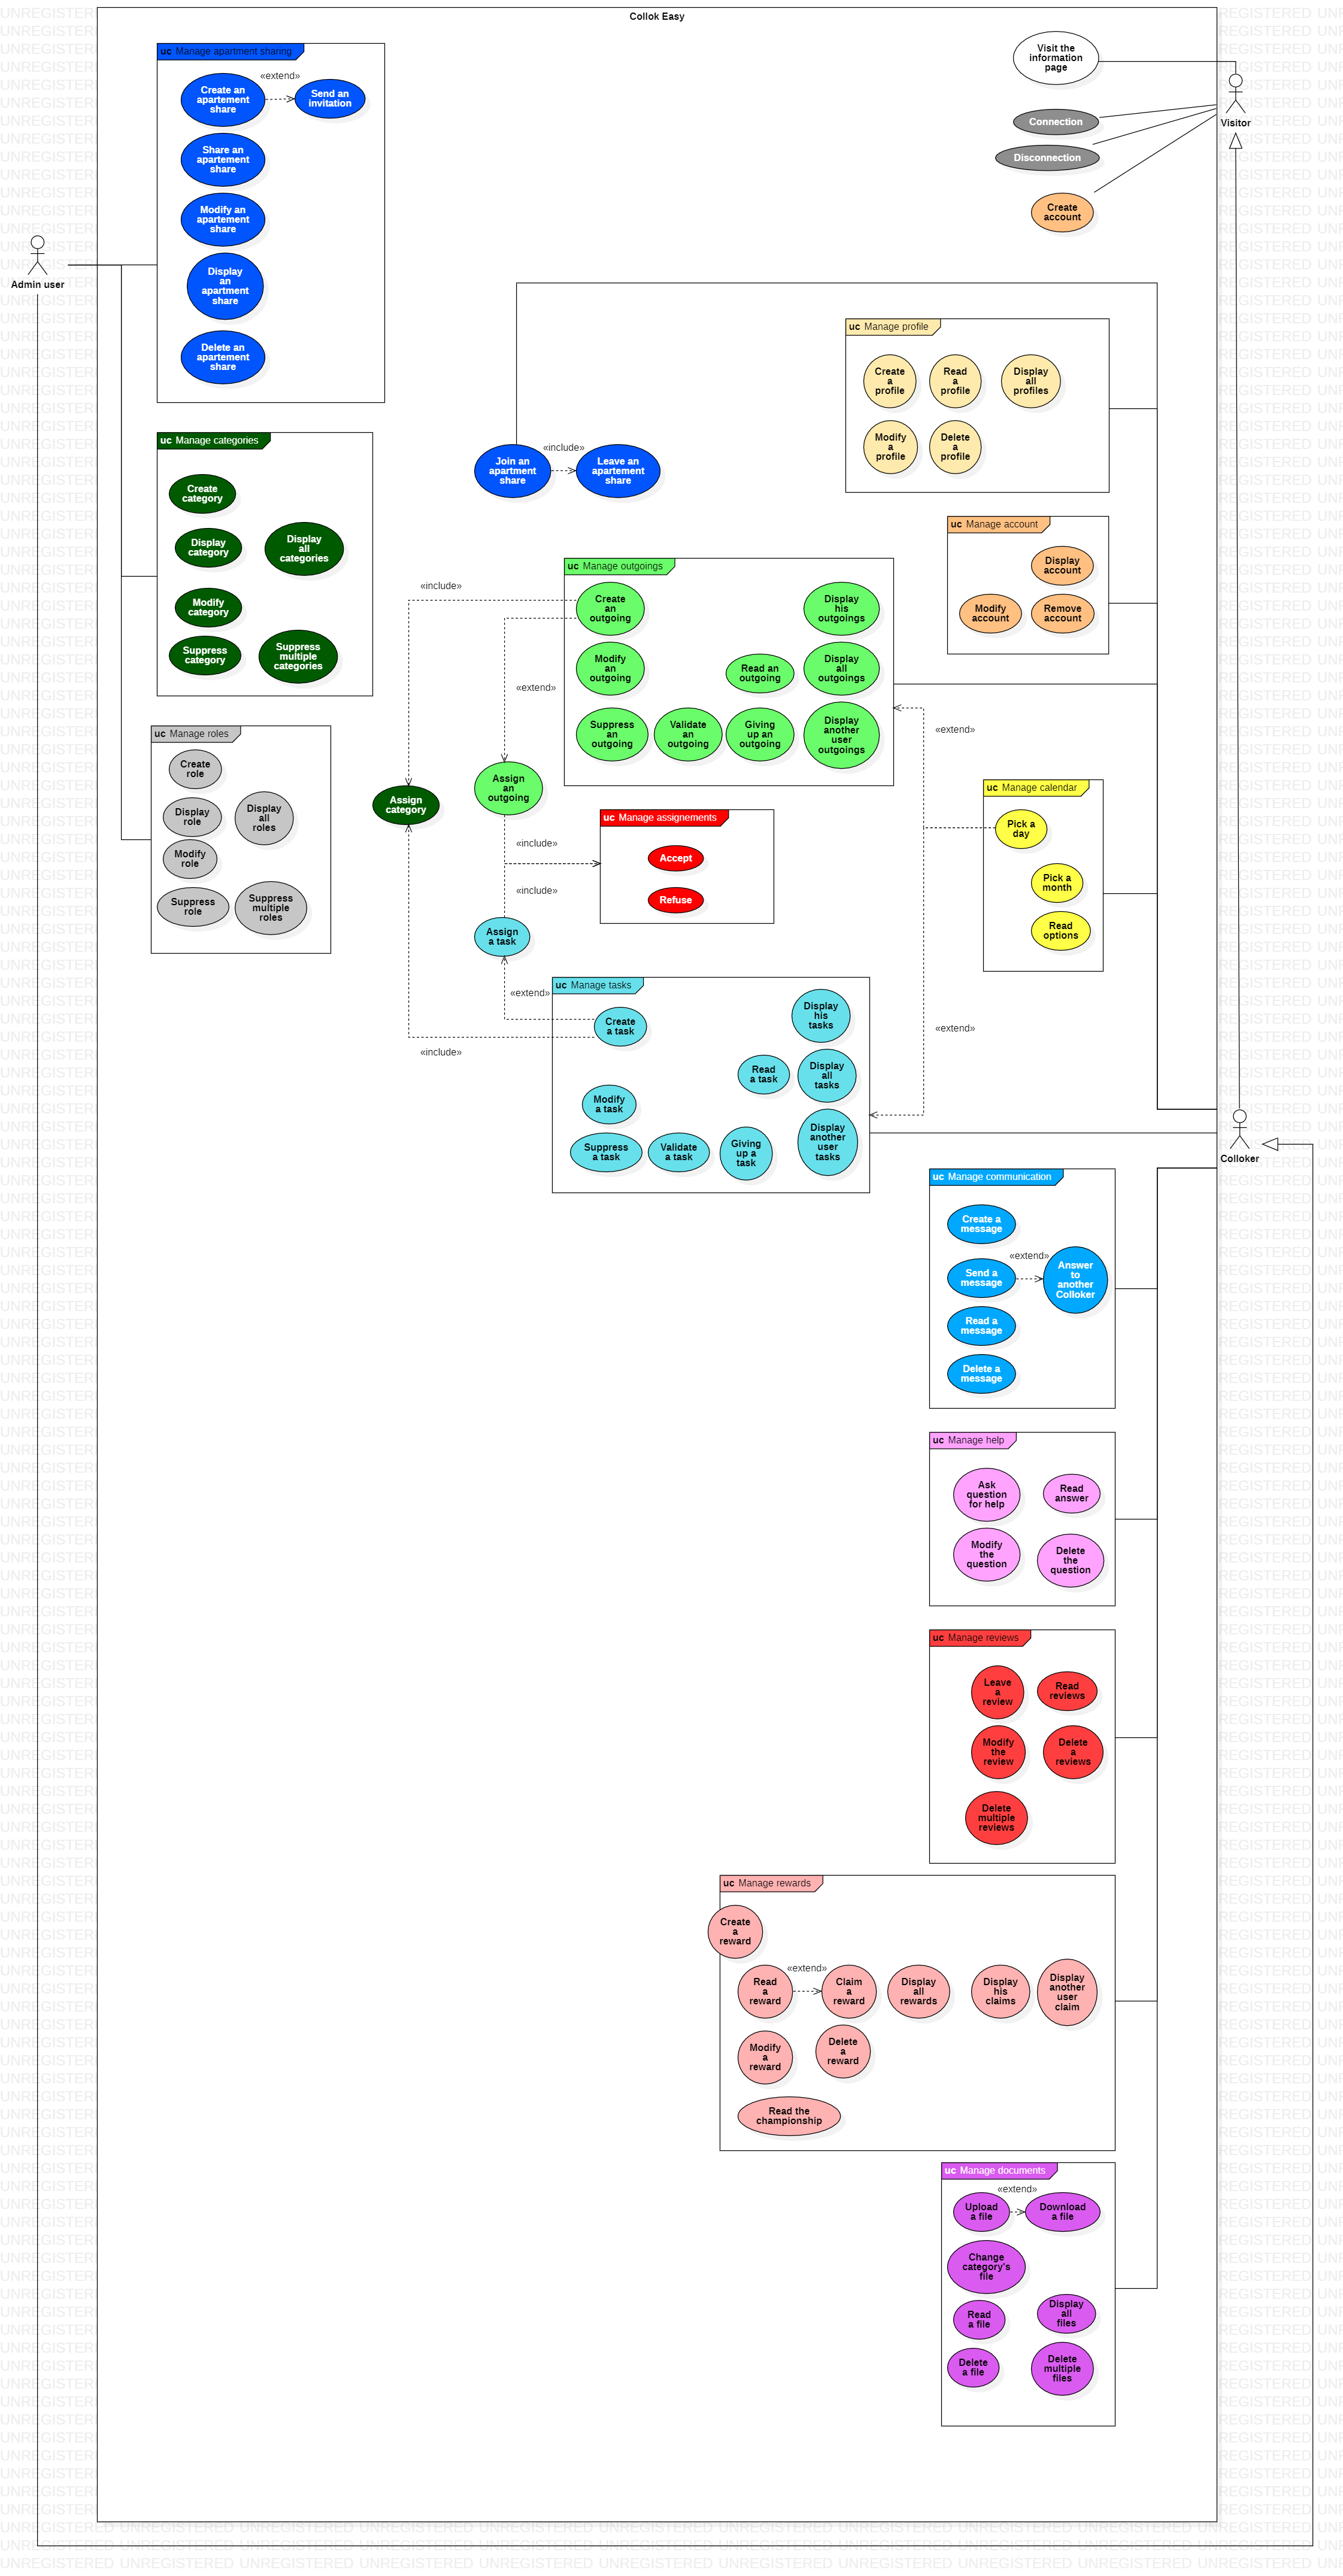 Collok Easy
uc Manage apartment sharing
Create an
apartement
share
«extend»
Send an
invitation
Share an
apartement
share
Modify an
apartement
share
Display
an
apartment
share
Delete an
apartement
share
Visit the
information
page
Connection
Disconnection
Create
account
Visitor
Admin user
uc Manage categories
Create
category
Display
category
Display
all
categories
Modify
category
Suppress
category
Suppress
multiple
categories
uc Manage roles
Create
role
Display
role
Display
all
roles
Modify
role
Suppress
role
Suppress
multiple
roles
Join an
apartment
share
«include»
Leave an
apartement
share
uc Manage profile
Create
a
profile
Read
a
profile
Display
all
profiles
Modify
a
profile
Delete
a
profile
uc Manage account
Display
account
Modify
account
Remove
account
uc Manage outgoings
Create
an
outgoing
Display
his
outgoings
Modify
an
outgoing
Read an
outgoing
Display
all
outgoings
Suppress
an
outgoing
Validate
an
outgoing
Giving
up an
outgoing
Display
another
user
outgoings
«include»
«extend»
Assign
category
Assign
an
outgoing
«include»
«include»
Assign
a task
«extend»
«include»
uc Manage assignements
Accept
Refuse
«extend»
uc Manage calendar
Pick a
day
Pick a
month
Read
options
«extend»
uc Manage tasks
Create
a task
Display
his
tasks
Read
a task
Display
all
tasks
Modify
a task
Suppress
a task
Validate
a task
Giving
up a
task
Display
another
user
tasks
Colloker
uc Manage communication
Create a
message
Send a
message
«extend»
Answer
to
another
Colloker
Read a
message
Delete a
message
uc Manage help
Ask
question
for help
Read
answer
Modify
the
question
Delete
the
question
uc Manage reviews
Leave
a
review
Read
reviews
Modify
the
review
Delete
a
reviews
Delete
multiple
reviews
uc Manage rewards
Create
a
reward
Read
a
reward
«extend»
Claim
a
reward
Display
all
rewards
Display
his
claims
Display
another
user
claim
Modify
a
reward
Delete
a
reward
Read the
championship
uc Manage documents
Upload
a file
«extend»
Download
a file
Change
category's
file
Read
a file
Display
all
files
Delete
a file
Delete
multiple
files
UNREGISTERED UNREGISTERED UNREGISTERED UNREGISTERED UNREGISTERED UNREGISTERED UNREGISTERED UNREGISTERED UNREGISTERED UNREGISTERED UNREGISTERED